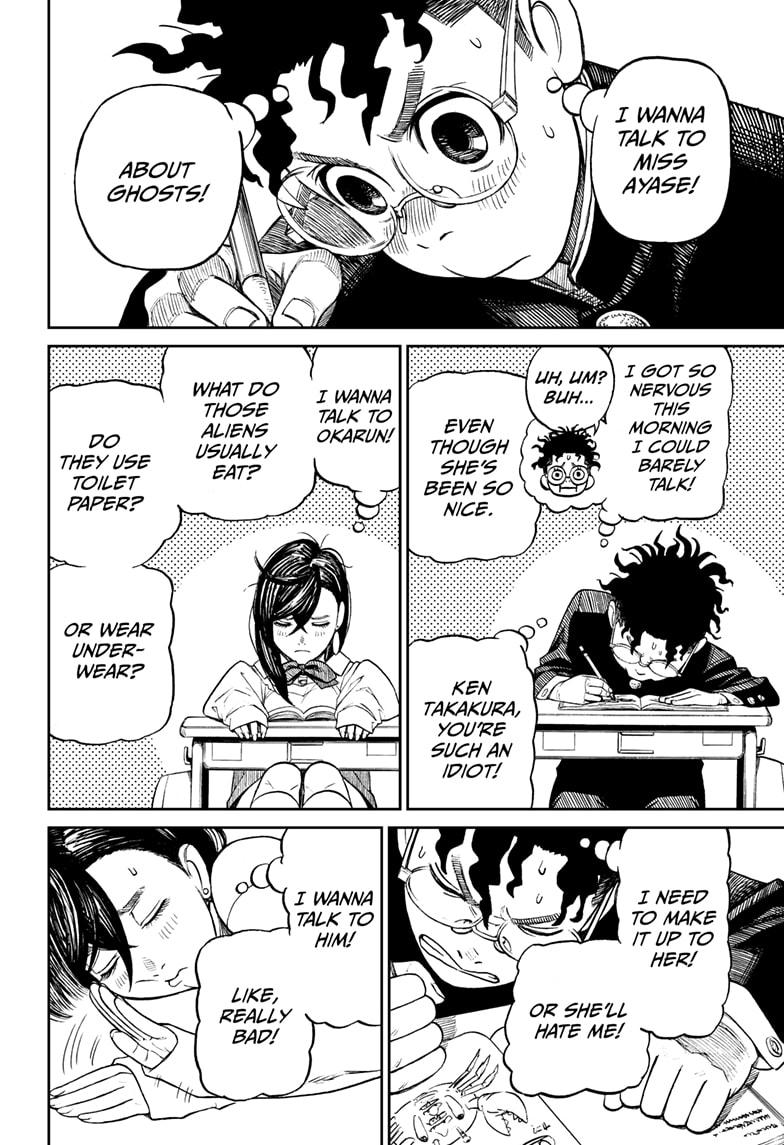 I WANNA
TALK TO
MISS
AYASE!
ABOUT
GHOSTS!
I GOT SO
NERVOUS
THIS
MORNING
I COULD
BARELY
TALK!
UH, UM?
BUH...
EVEN
THOUGH
SHE'S
BEEN SO
NICE.
KEN
TAKAKURA,
YOU'RE
SUCH AN
IDIOT!
I WANNA
TALK TO
OKARUN!
WHAT DO
THOSE
ALIENS
USUALLY
EAT?
DO
THEY USE
TOILET
PAPER?
OR WEAR
UNDER-
WEAR?
I NEED
TO MAKE
IT UP TO
HER!
OR SHE'LL
HATE ME!
I WANNA
TALK TO
HIM!
LIKE,
REALLY
BAD!